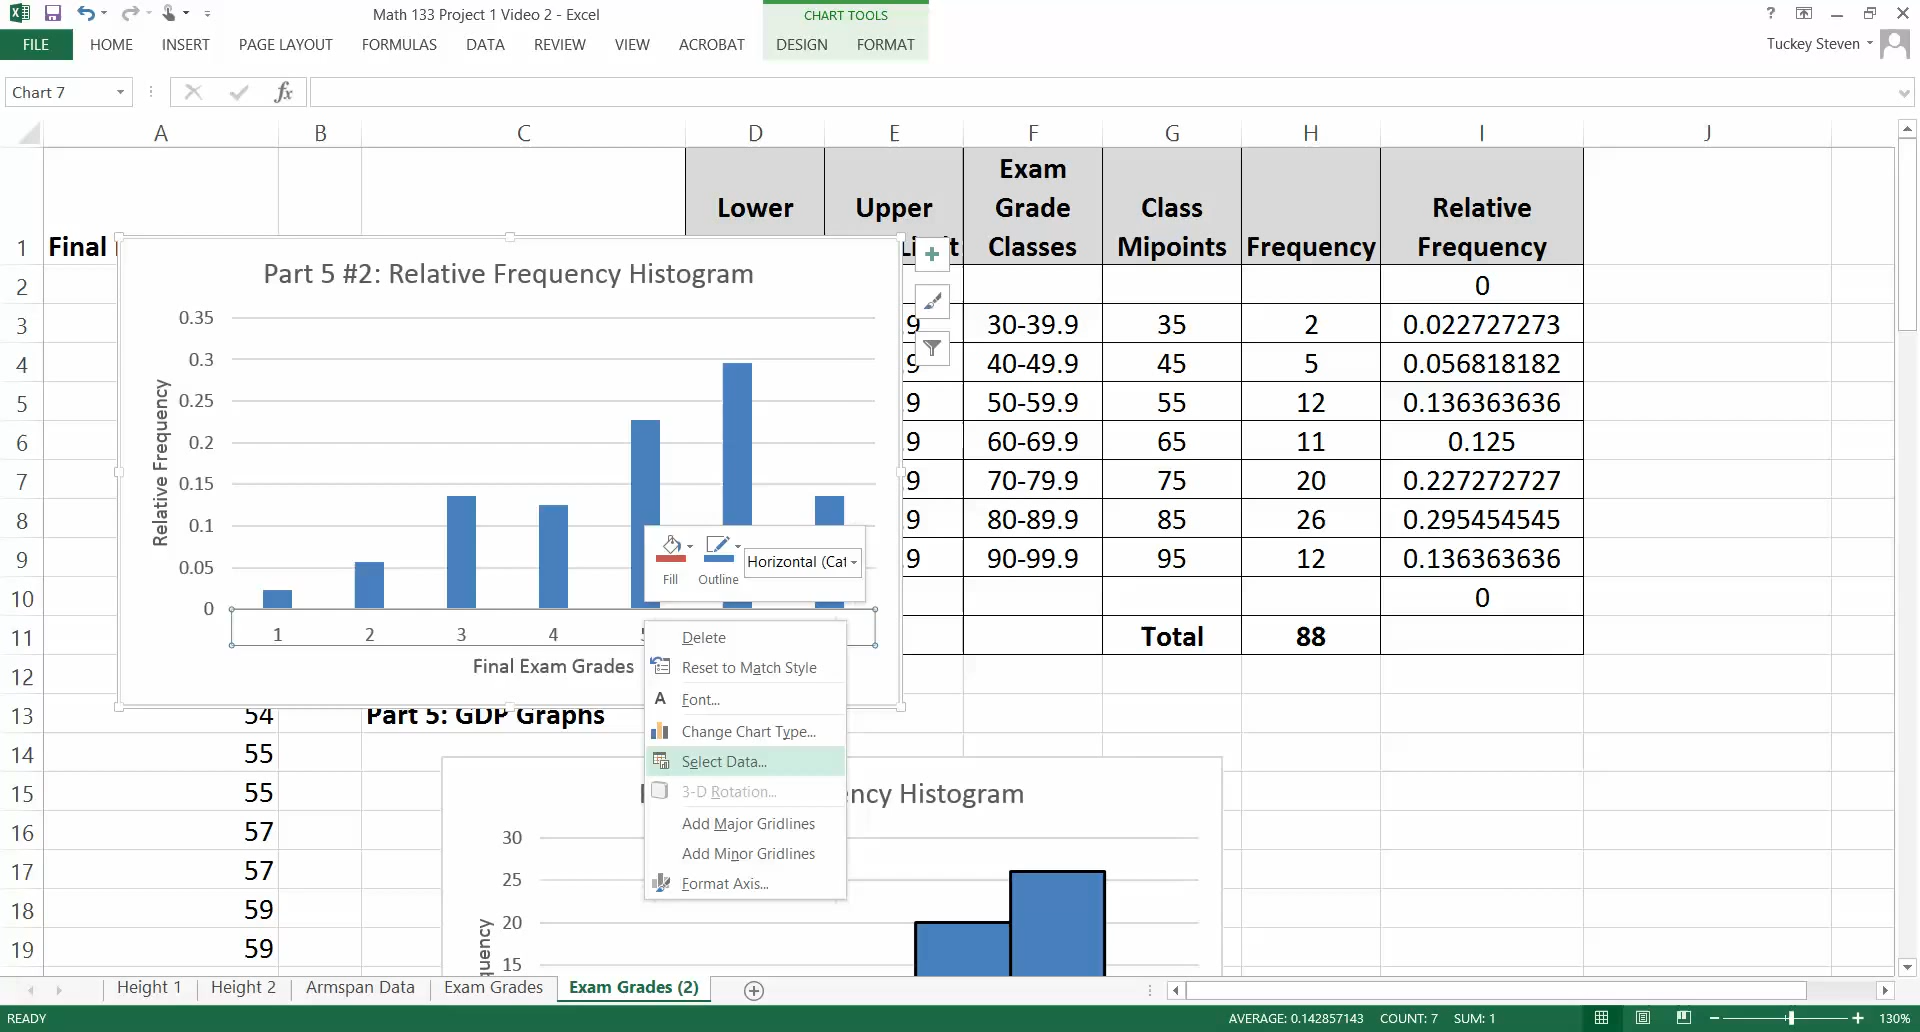 Math 133 Project 1 Video 2 - Excel
CHART TOOLS
FILE HOME INSERT PAGE LAYOUT FORMULAS DATA REVIEW VIEW ACROBAT DESIGN FORMAT
Tuckey Steven
Chart 7
fx
A B C D E F G H I J
1 Final Lower Upper Exam Grade Classes Class Mipoints Frequency Relative Frequency
2 0
3 .9 30-39.9 35 2 0.022727273
4 .9 40-49.9 45 5 0.056818182
5 .9 50-59.9 55 12 0.136363636
6 .9 60-69.9 65 11 0.125
7 .9 70-79.9 75 20 0.227272727
8 .9 80-89.9 85 26 0.295454545
9 .9 90-99.9 95 12 0.136363636
10 0
11 Total 88
12
13 54 Part 5: GDP Graphs
14 55
15 55
16 57
17 57
18 59
19 59
Part 5 #2: Relative Frequency Histogram
Relative Frequency
0.35
0.3
0.25
0.2
0.15
0.1
0.05
0
1 2 3 4
Final Exam Grades
Fill Outline Horizontal (Cat
Delete
Reset to Match Style
Font...
Change Chart Type...
Select Data...
3-D Rotation...
Add Major Gridlines
Add Minor Gridlines
Format Axis...
ncy Histogram
30
25
20
15
quency
Height 1 Height 2 Armspan Data Exam Grades Exam Grades (2)
READY AVERAGE: 0.142857143 COUNT: 7 SUM: 1 130%